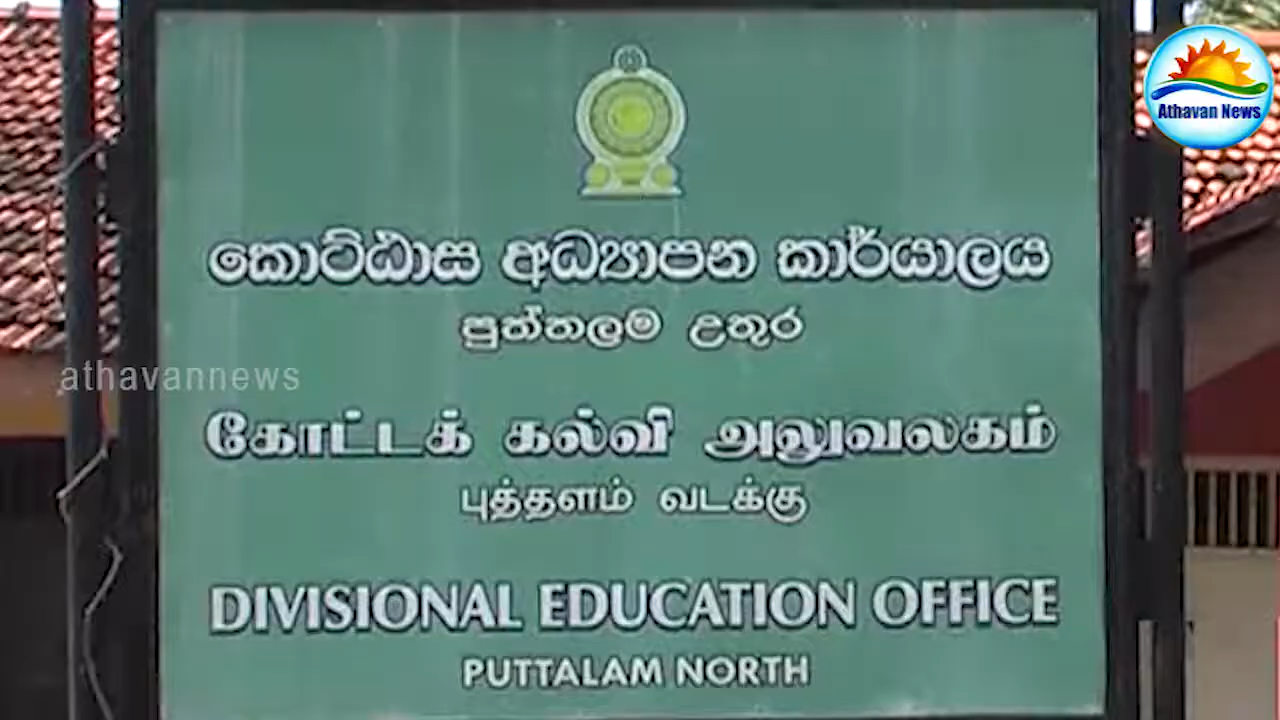 Athavan News
කොට්ඨාස අධ්‍යාපන කාර්යාලය
පුත්තලම උතුර
athavannews
கோட்டக் கல்வி அலுவலகம்
புத்தளம் வடக்கு
DIVISIONAL EDUCATION OFFICE
PUTTALAM NORTH